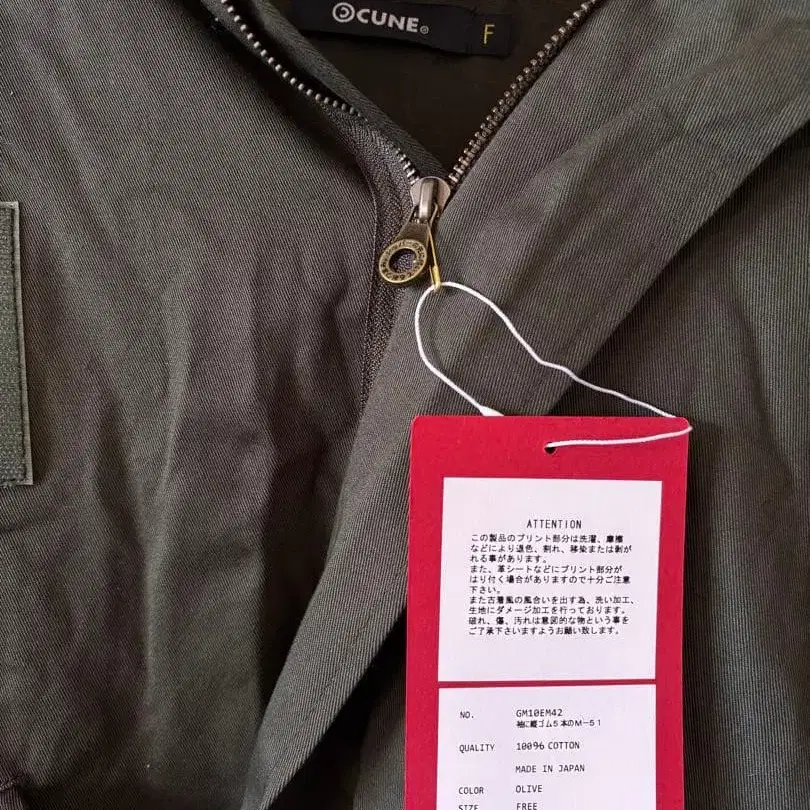 CUNE®
F
ATTENTION
この製品のプリント部分は洗濯、摩擦
などにより退色、割れ、移染または剥が
れる事があります。
また、革シートなどにプリント部分が
はり付く場合がありますので十分ご注意
下さい。
また古着風の風合いを出す為、洗い加工、
生地にダメージ加工を行っております。
破れ、傷、汚れは意図的な物という事を
ご了承下さいますようお願い致します。
NO. GM10EM42
袖に縦ゴム5本のM-51
QUALITY 100% COTTON
MADE IN JAPAN
COLOR OLIVE
SIZE FREE